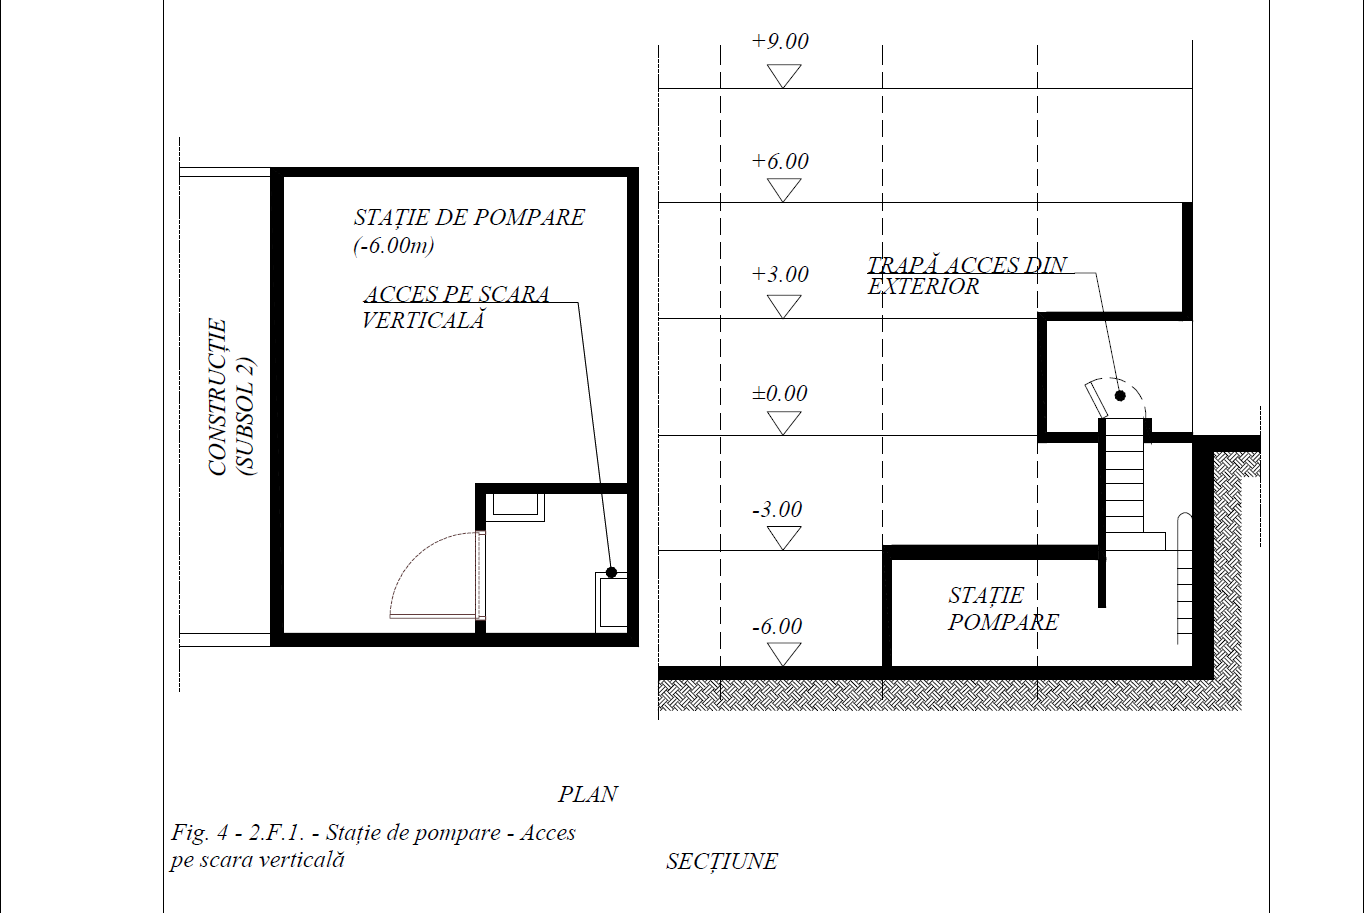 STAȚIE DE POMPARE
(-6.00m)
ACCES PE SCARA
VERTICALĂ
CONSTRUCȚIE
(SUBSOL 2)
+9.00
+6.00
+3.00
±0.00
-3.00
-6.00
TRAPĂ ACCES DIN
EXTERIOR
STAȚIE
POMPARE
PLAN
Fig. 4 - 2.F.1. - Stație de pompare - Acces
pe scara verticală
SECȚIUNE